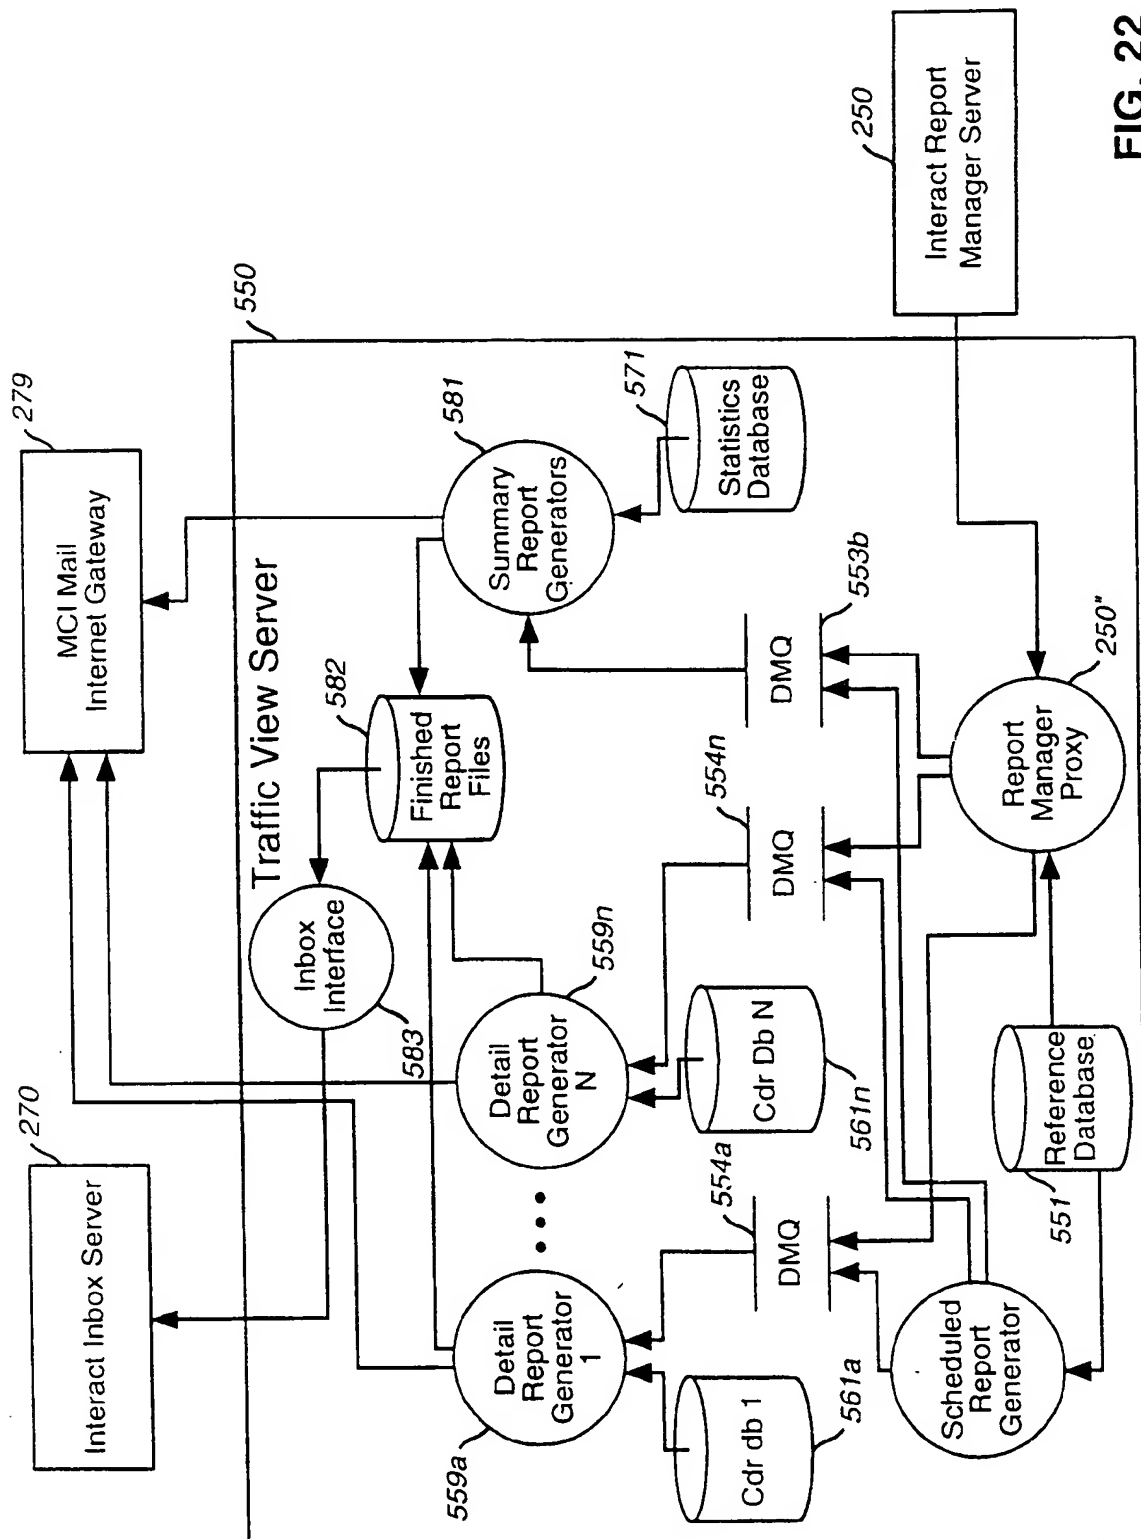 270
Interact Inbox Server
279
MCI Mail
Internet Gateway
550
Traffic View Server
Inbox
Interface
583
582
Finished
Report
Files
581
Summary
Report
Generators
571
Statistics
Database
559a
Detail
Report
Generator
1
Detail
Report
Generator
N
559n
Cdr db 1
561a
554a
DMQ
Cdr Db N
561n
554n
DMQ
553b
DMQ
Scheduled
Report
Generator
551
Reference
Database
Report
Manager
Proxy
250"
250
Interact Report
Manager Server
FIG. 22